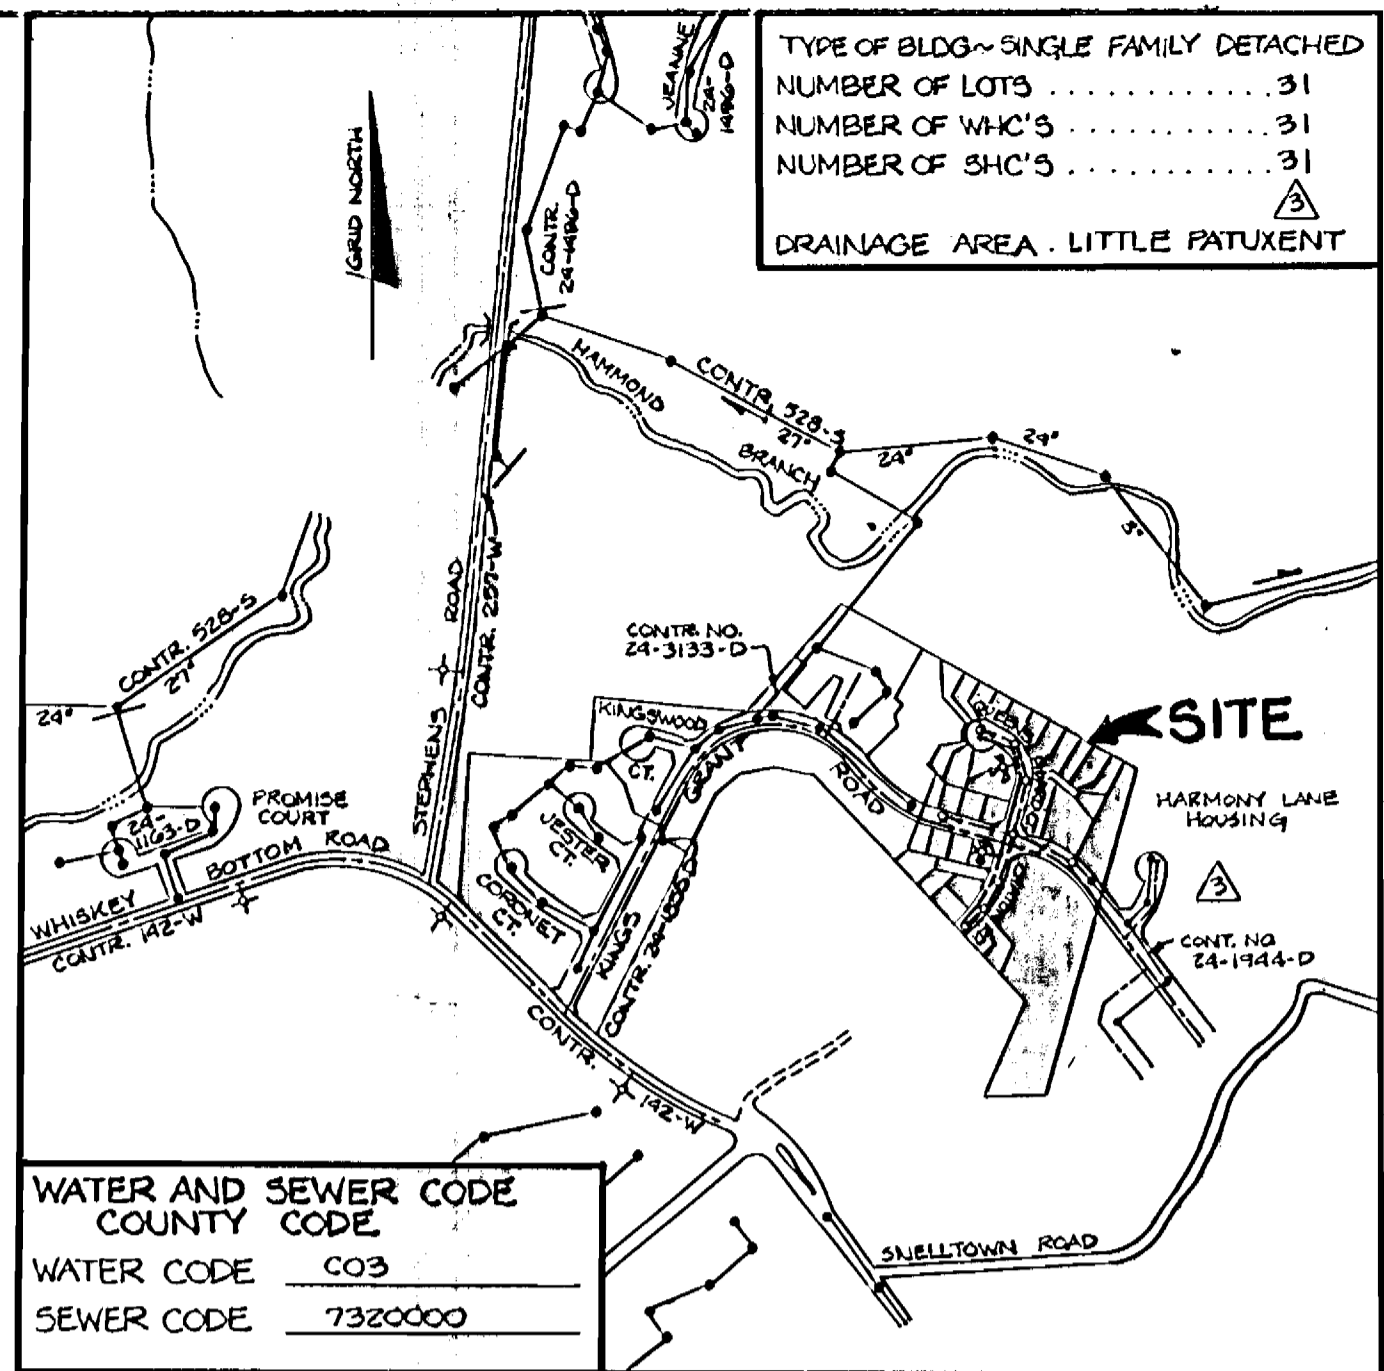 TYPE OF BLDG~ SINGLE FAMILY DETACHED
NUMBER OF LOTS ............. 31
NUMBER OF WHC'S ........... 31
NUMBER OF SHC'S ........... 31
3
DRAINAGE AREA . LITTLE PATUXENT
GRID NORTH
JEANNE
24-
1486-D
CONTR.
24-1486-D
HAMMOND
BRANCH
CONTR. 528-S
27"
24"
24"
CONTR. 528-S
27"
24"
STEPHENS ROAD
CONTR. 257-W
CONTR. NO.
24-3133-D
KINGSWOOD
CT.
GRANT
ROAD
SITE
HARMONY LANE
HOUSING
3
CONT. NO
24-1944-D
PROMISE
COURT
24-
1163-D
WHISKEY BOTTOM ROAD
CONTR. 142-W
JESTER
CT.
CORONET
CT.
KINGS
CONTR.
142-W
SNELLTOWN ROAD
WATER AND SEWER CODE
COUNTY CODE
WATER CODE C03
SEWER CODE 7320000